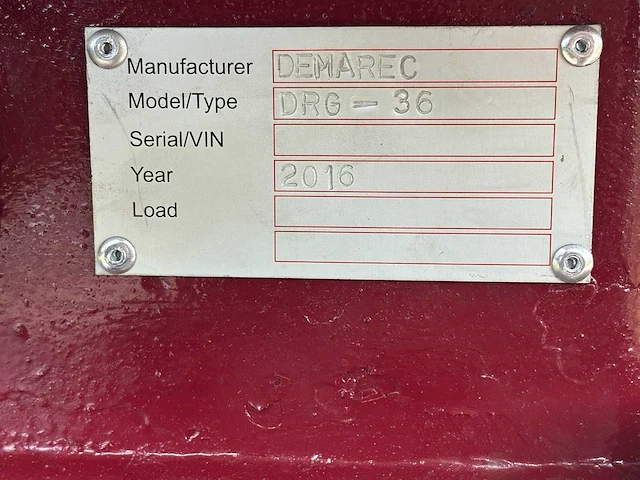 Manufacturer DEMAREC
Model/Type DRG-36
Serial/VIN
Year 2016
Load